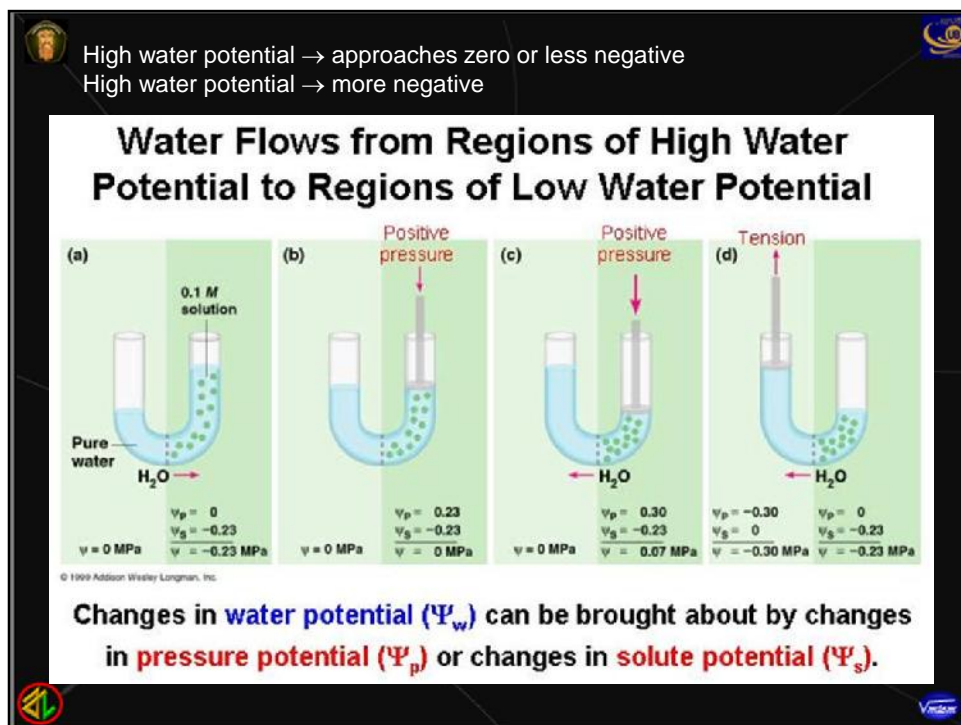 High water potential → approaches zero or less negative
High water potential → more negative
Water Flows from Regions of High Water
Potential to Regions of Low Water Potential
(a)
0.1 M
solution
Pure
water
H₂O
ψP = 0
ψS = −0.23
ψ = 0 MPa
ψ = −0.23 MPa
(b)
Positive
pressure
ψP = 0.23
ψS = −0.23
ψ = 0 MPa
ψ = 0 MPa
(c)
Positive
pressure
H₂O
ψP = 0.30
ψS = −0.23
ψ = 0 MPa
ψ = 0.07 MPa
(d)
Tension
H₂O
ψP = −0.30
ψS = 0
ψ = −0.30 MPa
ψP = 0
ψS = −0.23
ψ = −0.23 MPa
© 1999 Addison Wesley Longman, Inc.
Changes in water potential (Ψw) can be brought about by changes
in pressure potential (Ψp) or changes in solute potential (Ψs).